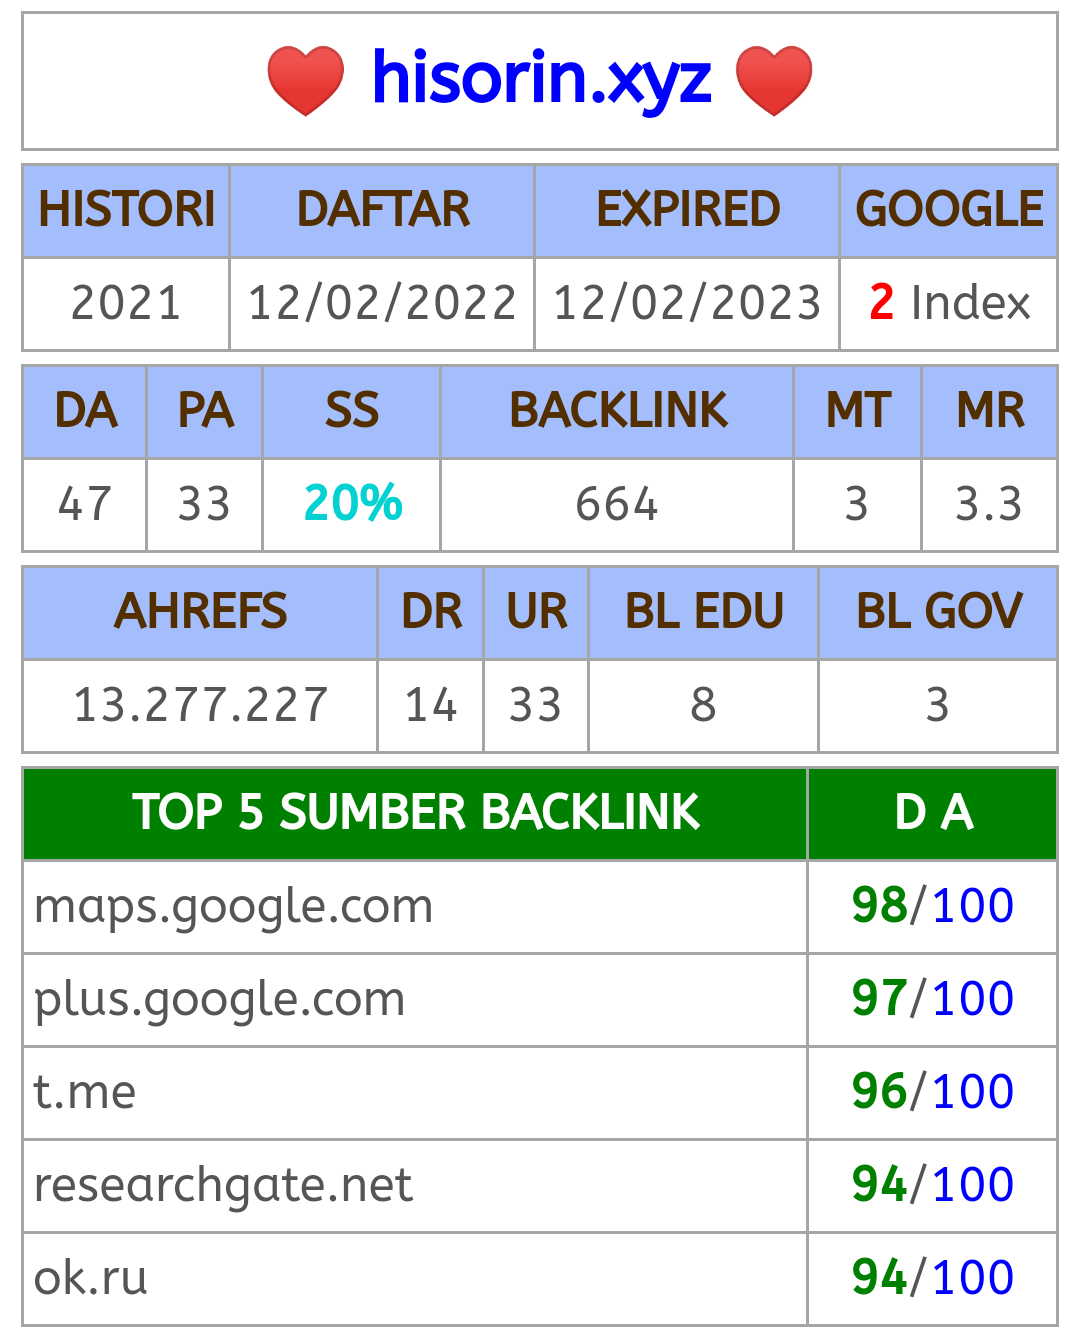 hisorin.xyz
HISTORI DAFTAR EXPIRED GOOGLE
2021 12/02/2022 12/02/2023 2 Index
DA PA SS BACKLINK MT MR
47 33 20% 664 3 3.3
AHREFS DR UR BL EDU BL GOV
13.277.227 14 33 8 3
TOP 5 SUMBER BACKLINK D A
maps.google.com 98/100
plus.google.com 97/100
t.me 96/100
researchgate.net 94/100
ok.ru 94/100